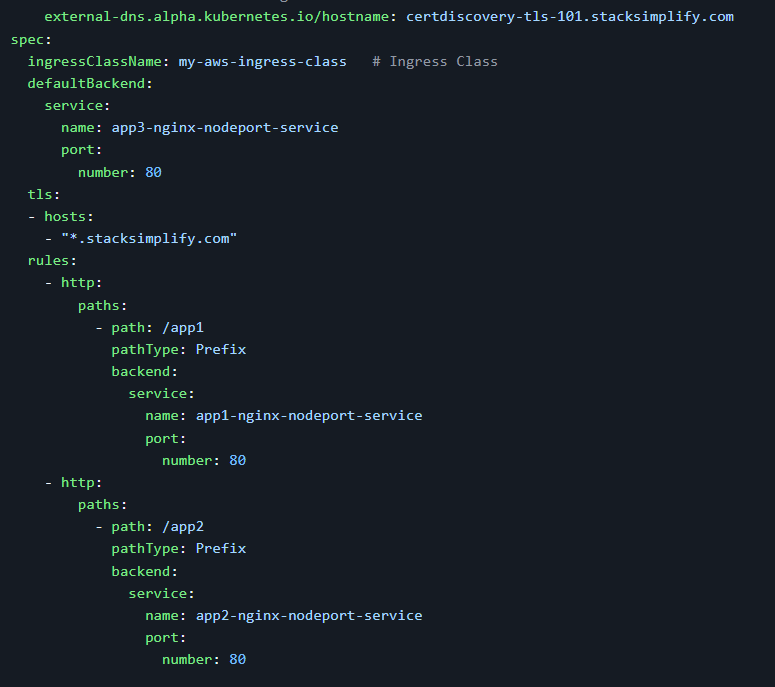 external-dns.alpha.kubernetes.io/hostname: certdiscovery-tls-101.stacksimplify.com
spec:
  ingressClassName: my-aws-ingress-class   # Ingress Class
  defaultBackend:
    service:
      name: app3-nginx-nodeport-service
      port:
        number: 80
  tls:
  - hosts:
    - "*.stacksimplify.com"
  rules:
    - http:
        paths:
          - path: /app1
            pathType: Prefix
            backend:
              service:
                name: app1-nginx-nodeport-service
                port:
                  number: 80
    - http:
        paths:
          - path: /app2
            pathType: Prefix
            backend:
              service:
                name: app2-nginx-nodeport-service
                port:
                  number: 80